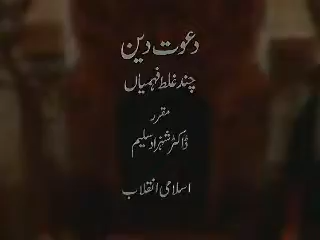 دعوت دین
چند غلط فہمیاں
مقرر
ڈاکٹر شہزاد سلیم
اسلامی انقلاب